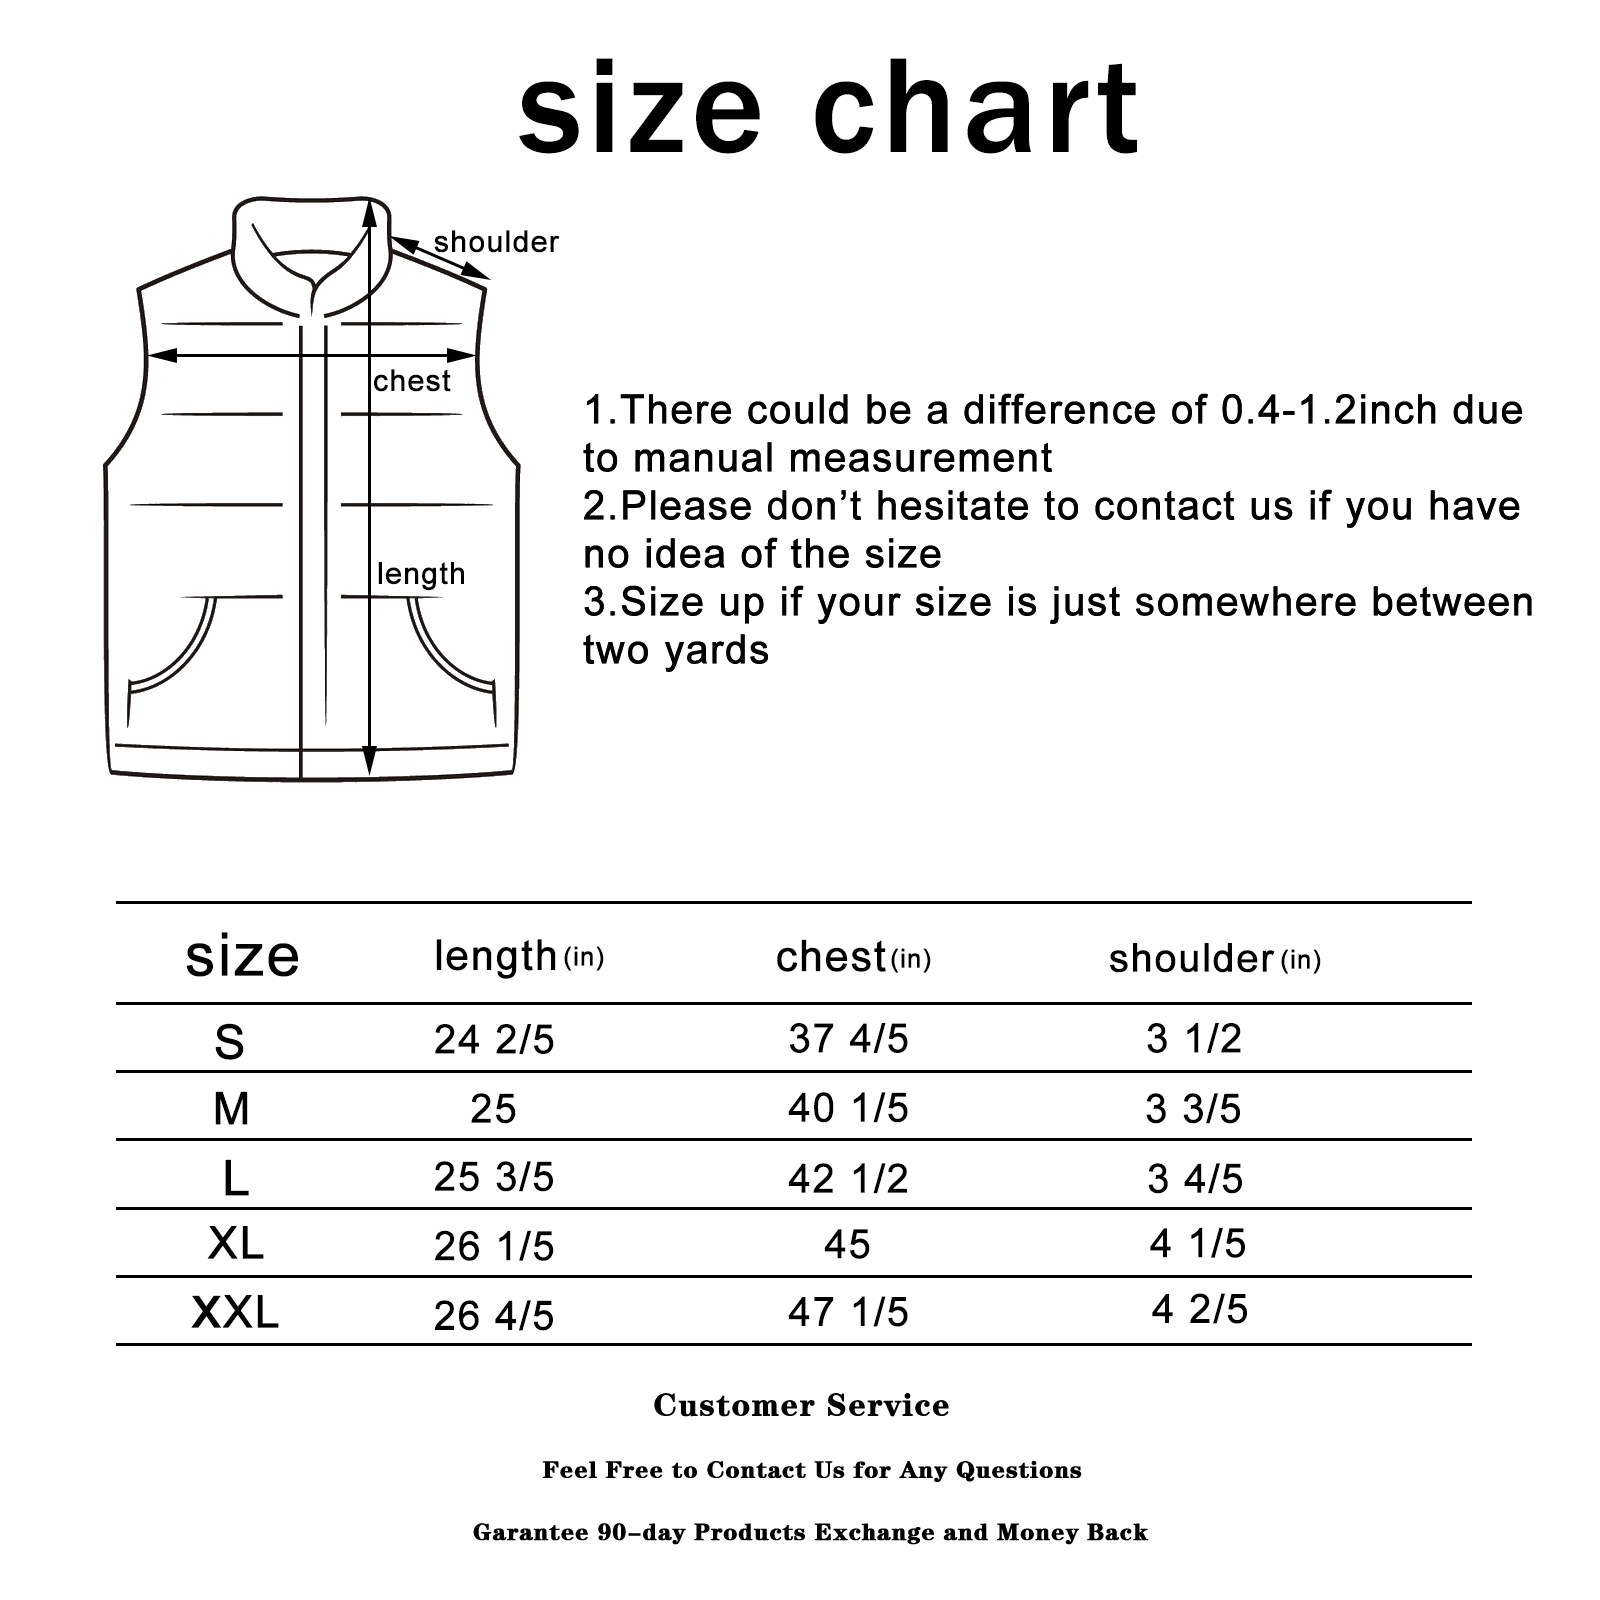 size chart
shoulder
chest
length
1.There could be a difference of 0.4-1.2inch due
to manual measurement
2.Please don’t hesitate to contact us if you have
no idea of the size
3.Size up if your size is just somewhere between
two yards
size length(in) chest(in) shoulder(in)
S 24 2/5 37 4/5 3 1/2
M 25 40 1/5 3 3/5
L 25 3/5 42 1/2 3 4/5
XL 26 1/5 45 4 1/5
XXL 26 4/5 47 1/5 4 2/5
Customer Service
Feel Free to Contact Us for Any Questions
Garantee 90-day Products Exchange and Money Back